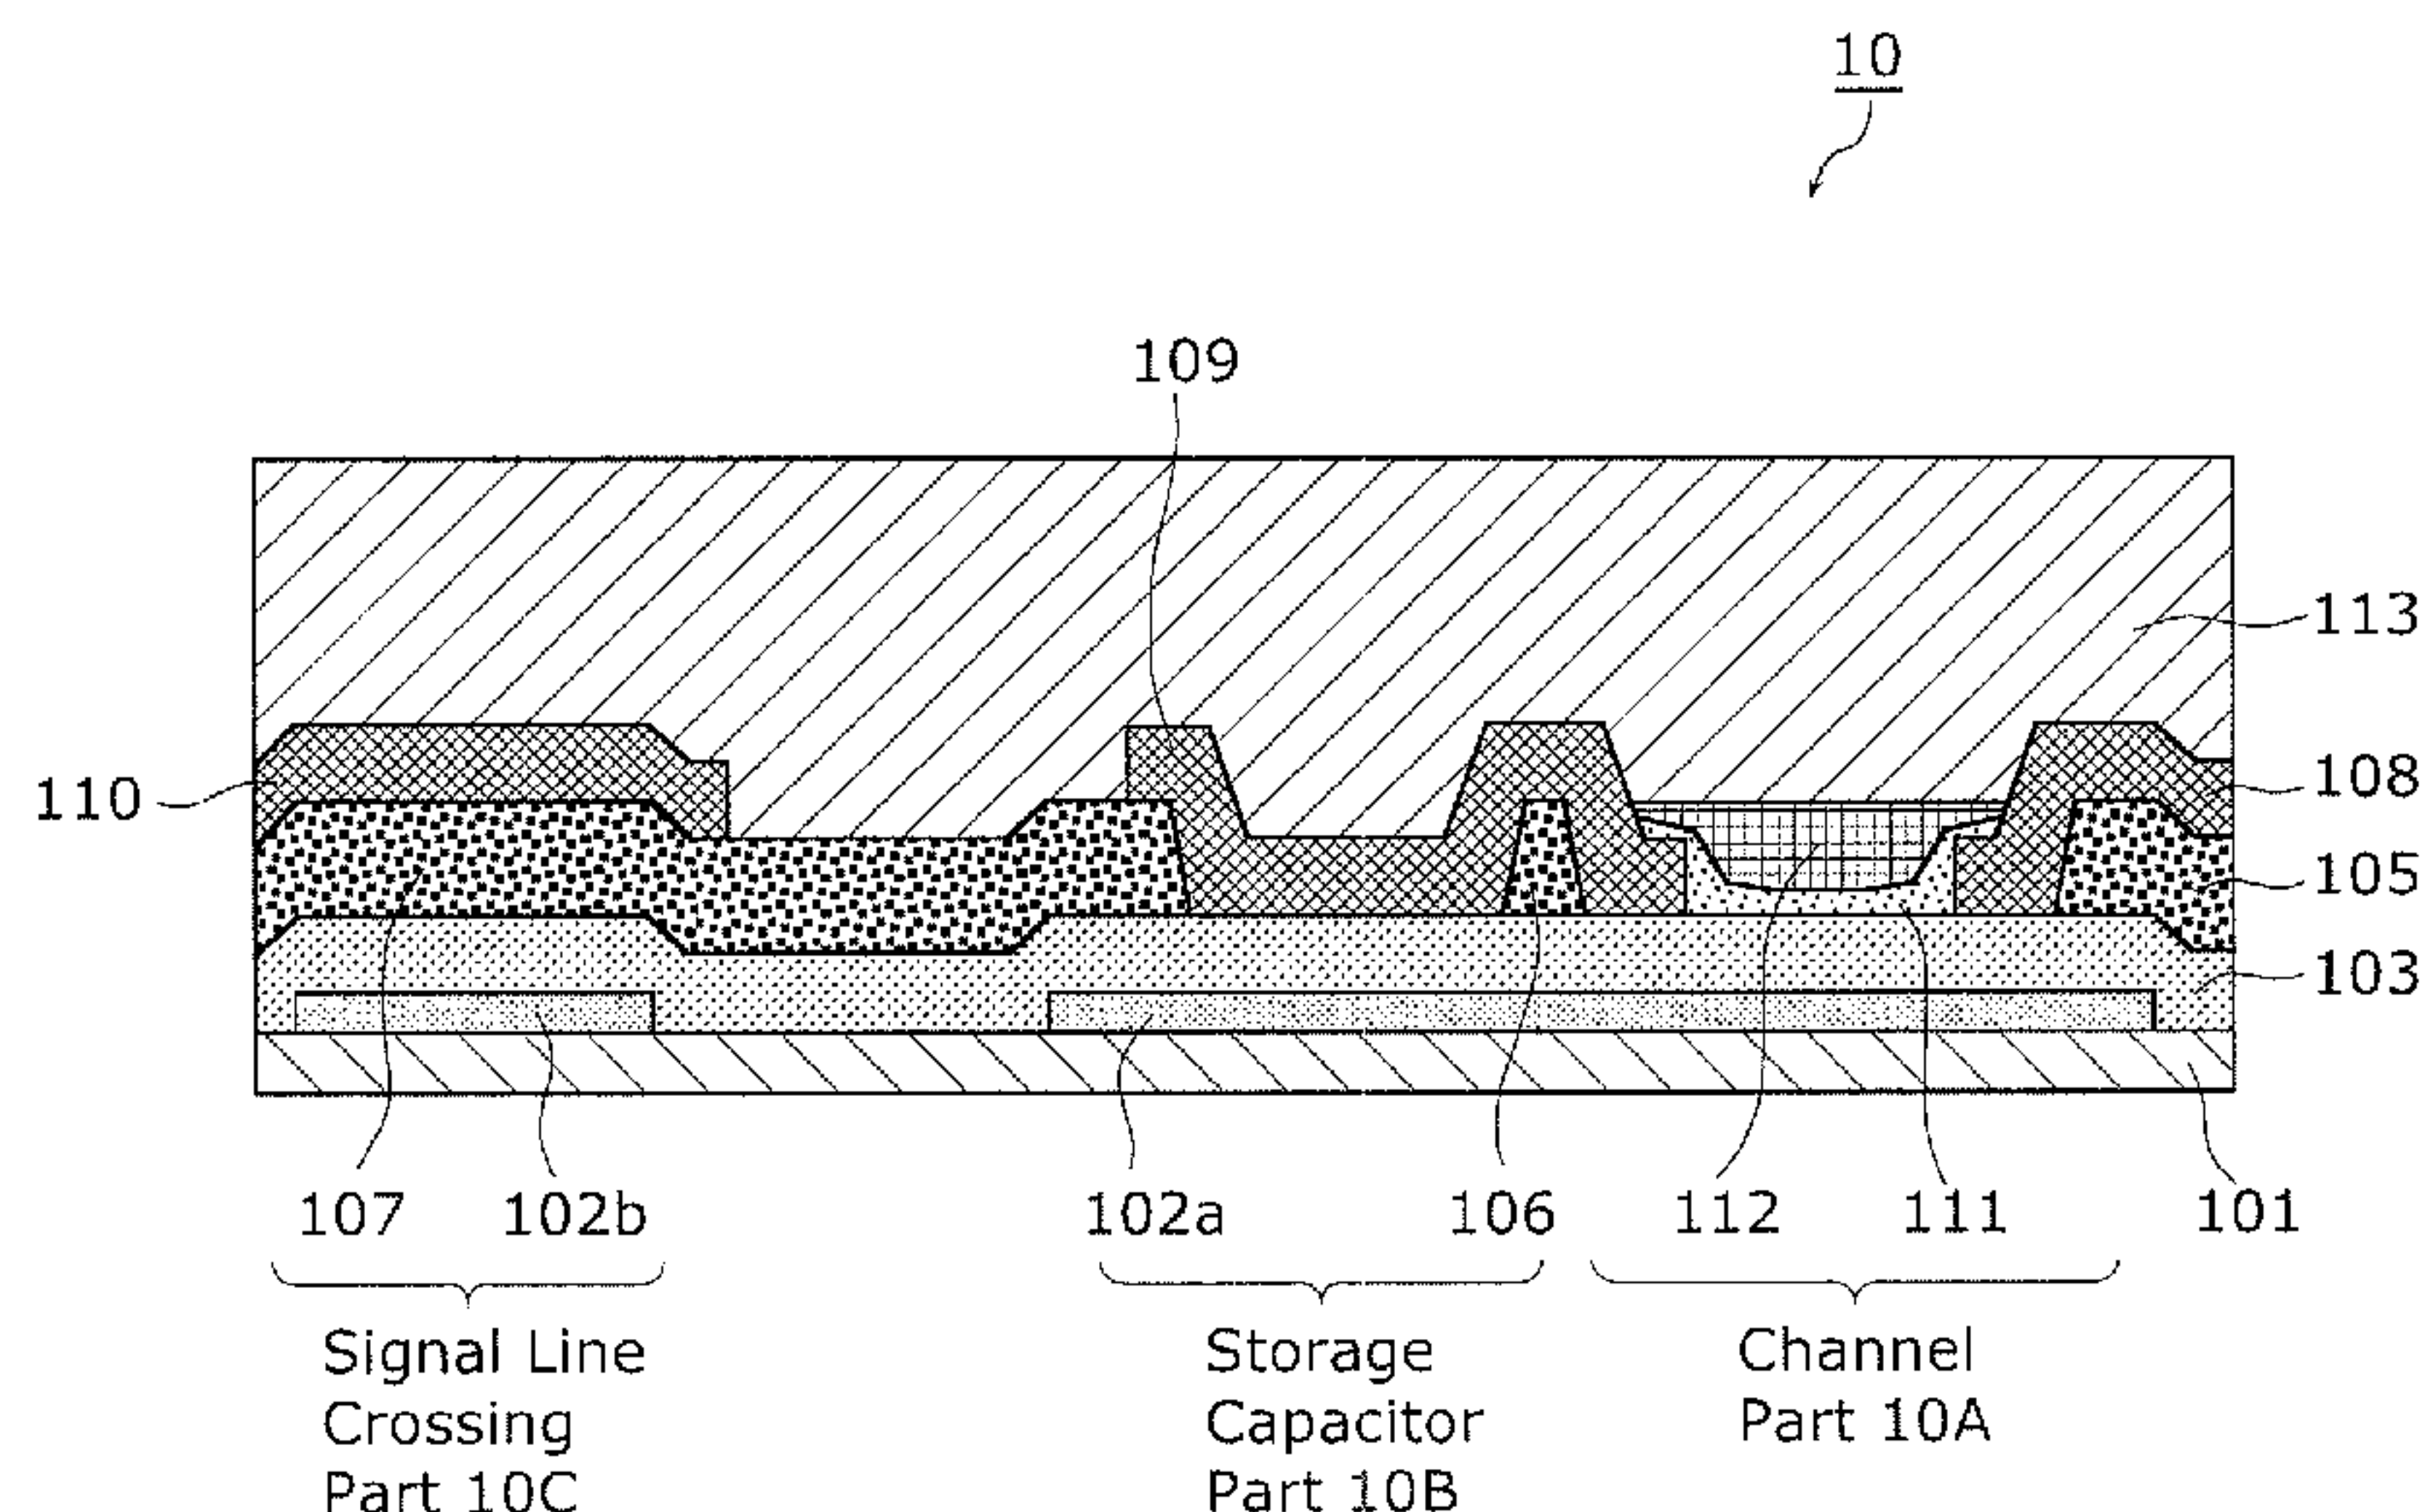 10
109
113
110
108
105
103
107
102b
102a
106
112
111
101
Signal Line
Crossing
Part 10C
Storage
Capacitor
Part 10B
Channel
Part 10A